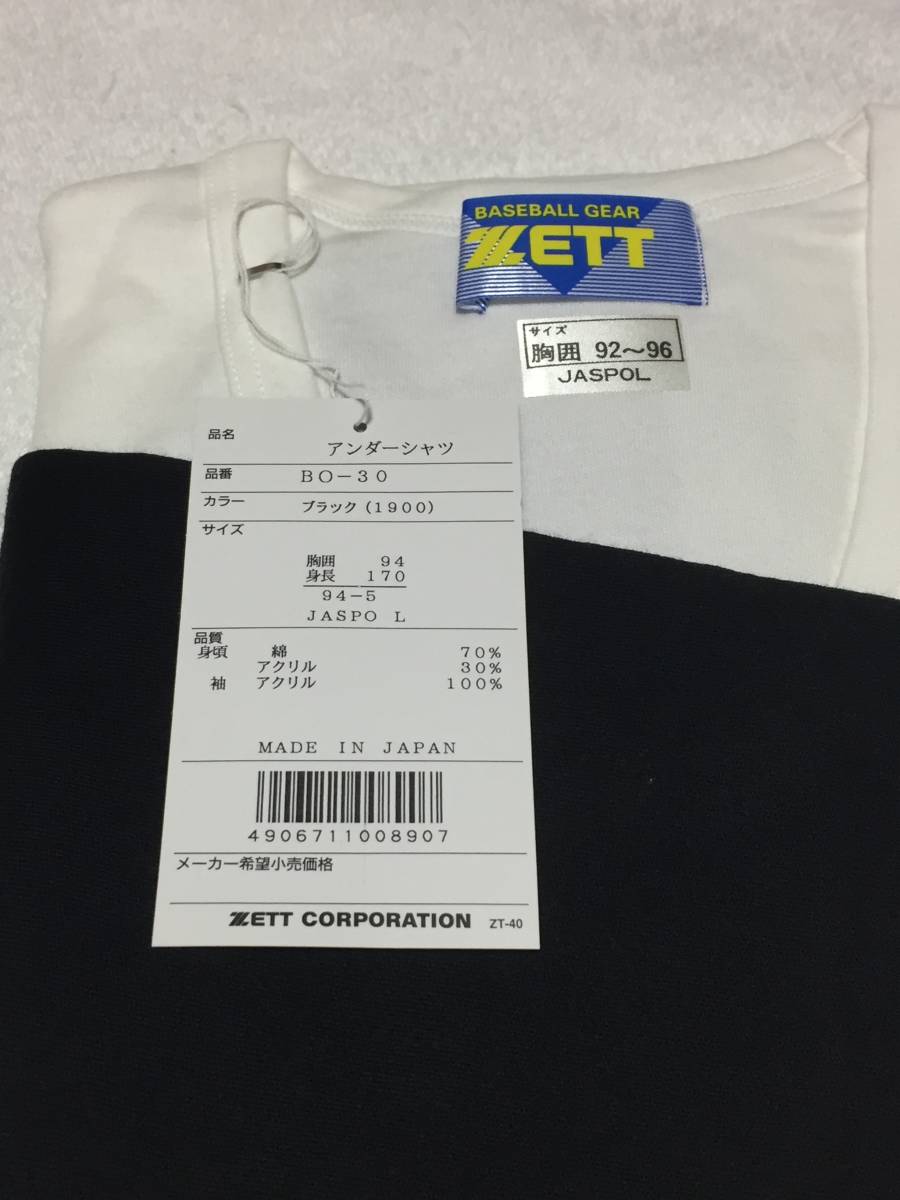 BASEBALL GEAR
ZETT
サイズ
胸囲 92～96
JASPOL
品名 アンダーシャツ
品番 BO-30
カラー ブラック(1900)
サイズ
胸囲 94
身長 170
94-5
JASPO L
品質
身頃 綿 70%
アクリル 30%
袖 アクリル 100%
MADE IN JAPAN
4906711008907
メーカー希望小売価格
ZETT CORPORATION ZT-40